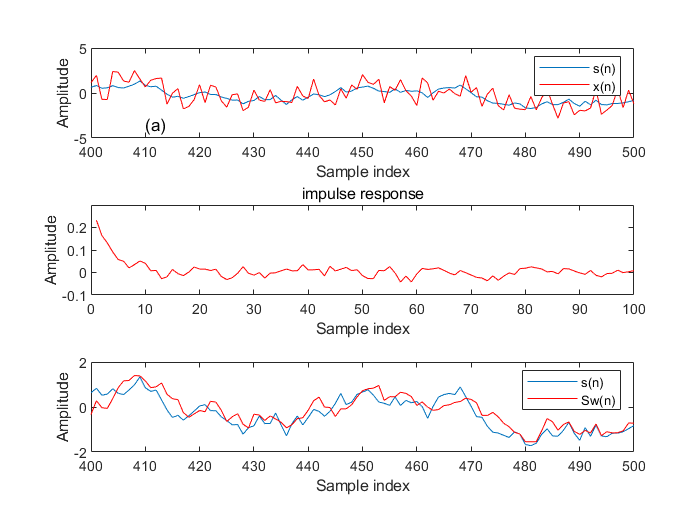 5
0
-5
Amplitude
(a)
s(n)
x(n)
400 410 420 430 440 450 460 470 480 490 500
Sample index
impulse response
0.2
0.1
0
-0.1
Amplitude
0 10 20 30 40 50 60 70 80 90 100
Sample index
2
0
-2
Amplitude
s(n)
Sw(n)
400 410 420 430 440 450 460 470 480 490 500
Sample index